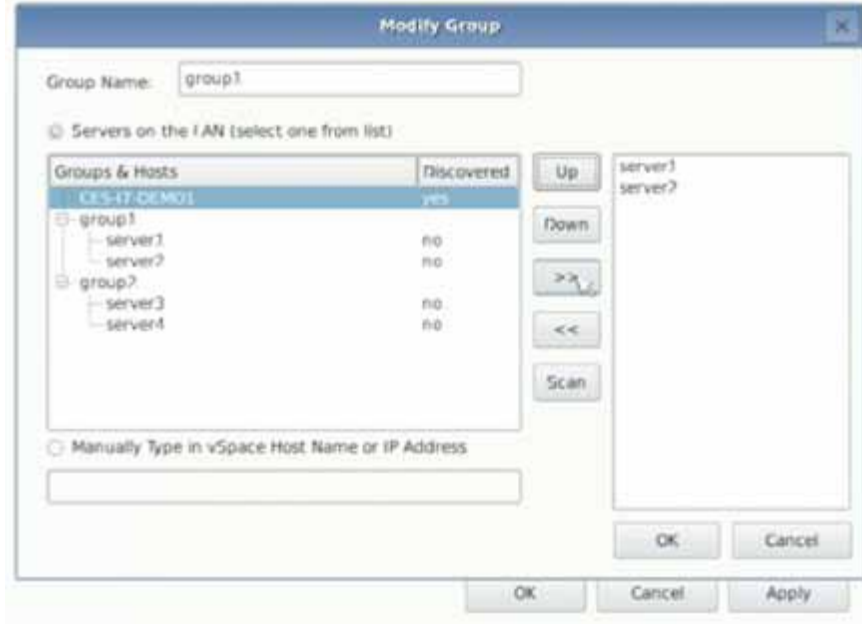 Modify Group
Group Name: group1
Servers on the LAN (select one from list)
Groups & Hosts Discovered
CES-I7-DEMO1 yes
group1
server1 no
server2 no
group2
server3 no
server4 no
Manually Type in vSpace Host Name or IP Address
Up
Down
>>
<<
Scan
server1
server2
OK Cancel
OK Cancel Apply